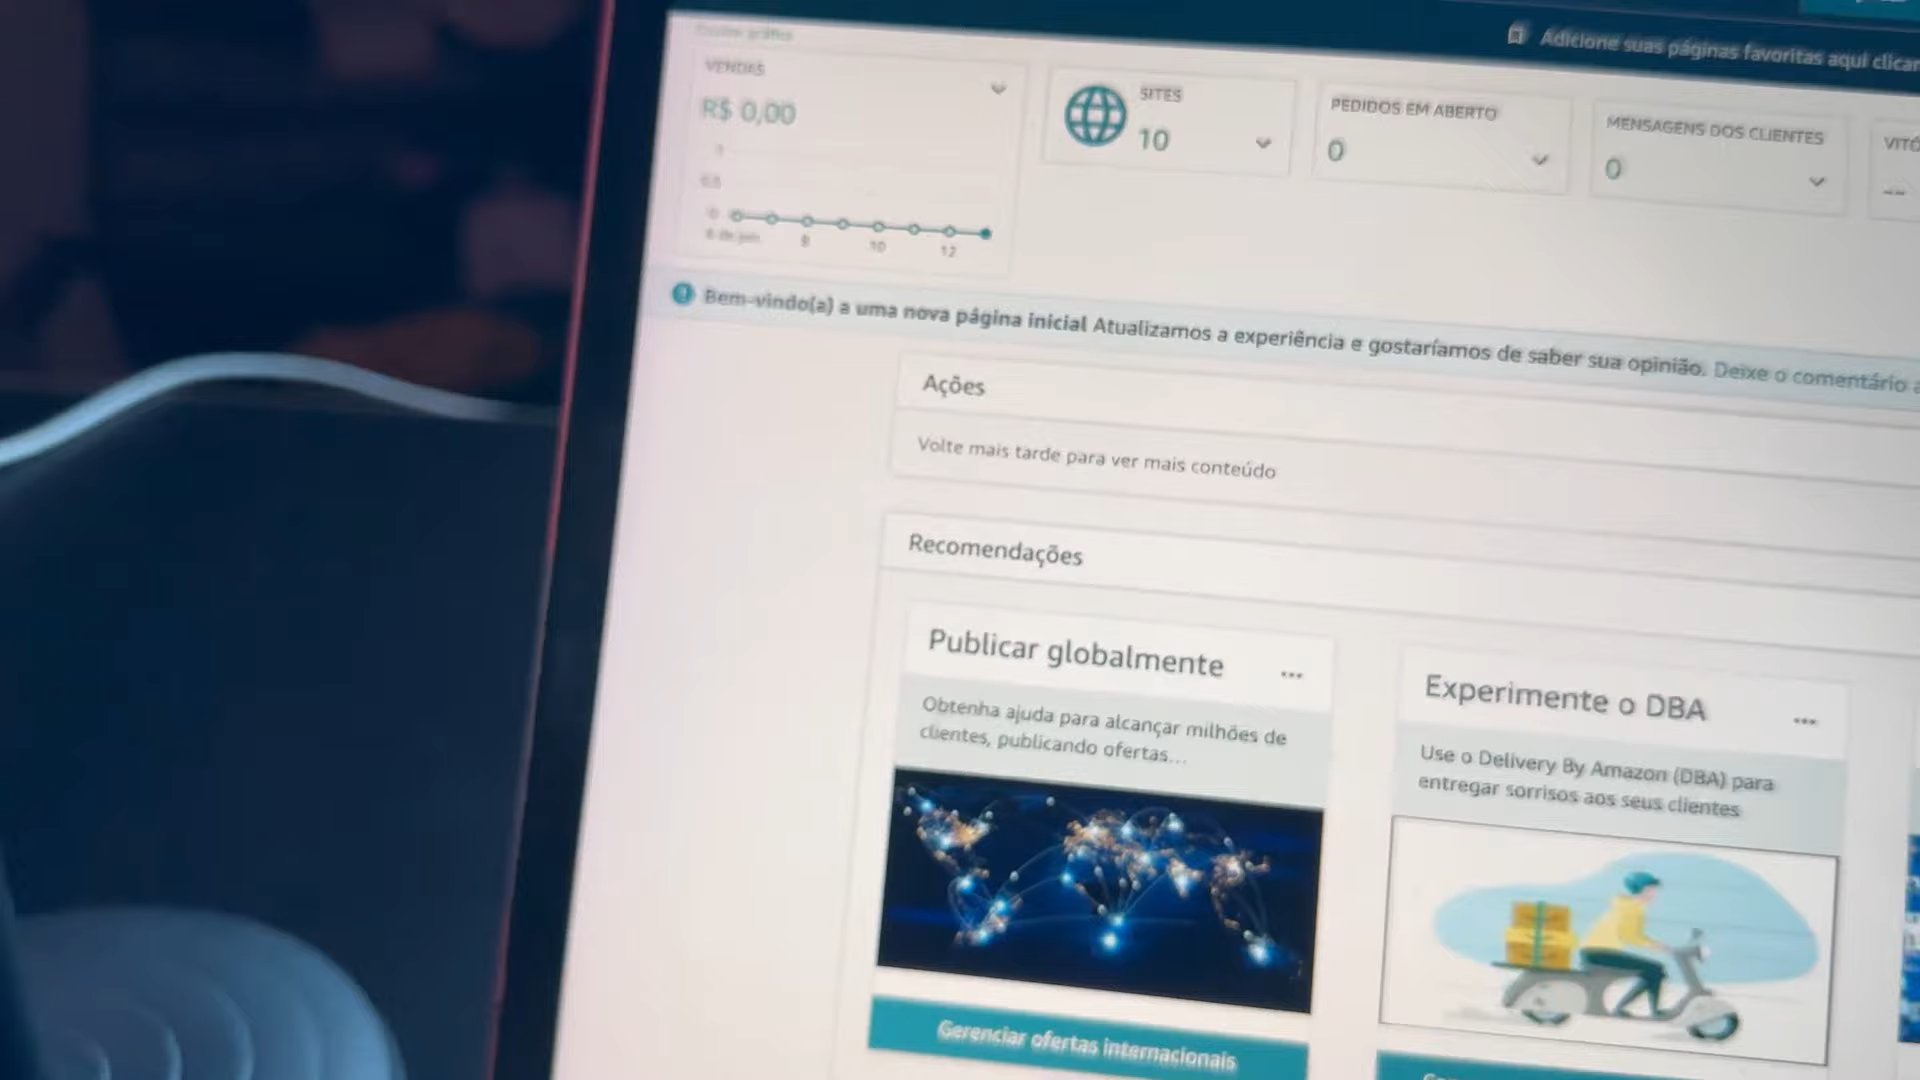 Adicione suas páginas favoritas aqui
VENDAS
R$ 0,00
SITES
10
PEDIDOS EM ABERTO
0
MENSAGENS DOS CLIENTES
0
--
0
10
12
Bem-vindo(a) a uma nova página inicial Atualizamos a experiência e gostaríamos de saber sua opinião. Deixe o comentário
Ações
Volte mais tarde para ver mais conteúdo
Recomendações
Publicar globalmente ...
Obtenha ajuda para alcançar milhões de
clientes, publicando ofertas...
Gerenciar ofertas internacionais
Experimente o DBA ...
Use o Delivery By Amazon (DBA) para
entregar sorrisos aos seus clientes